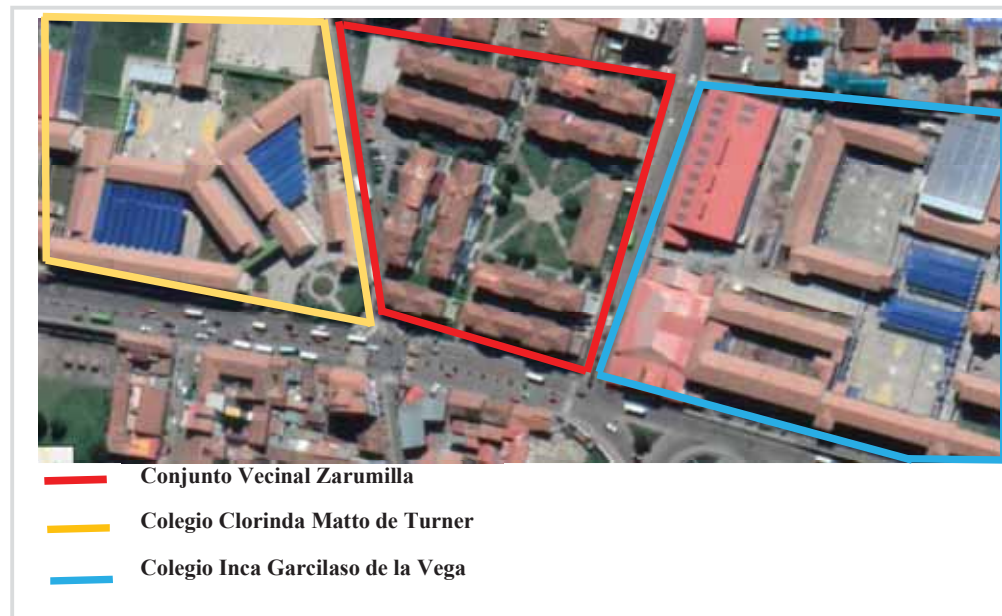 Conjunto Vecinal Zarumilla
Colegio Clorinda Matto de Turner
Colegio Inca Garcilaso de la Vega